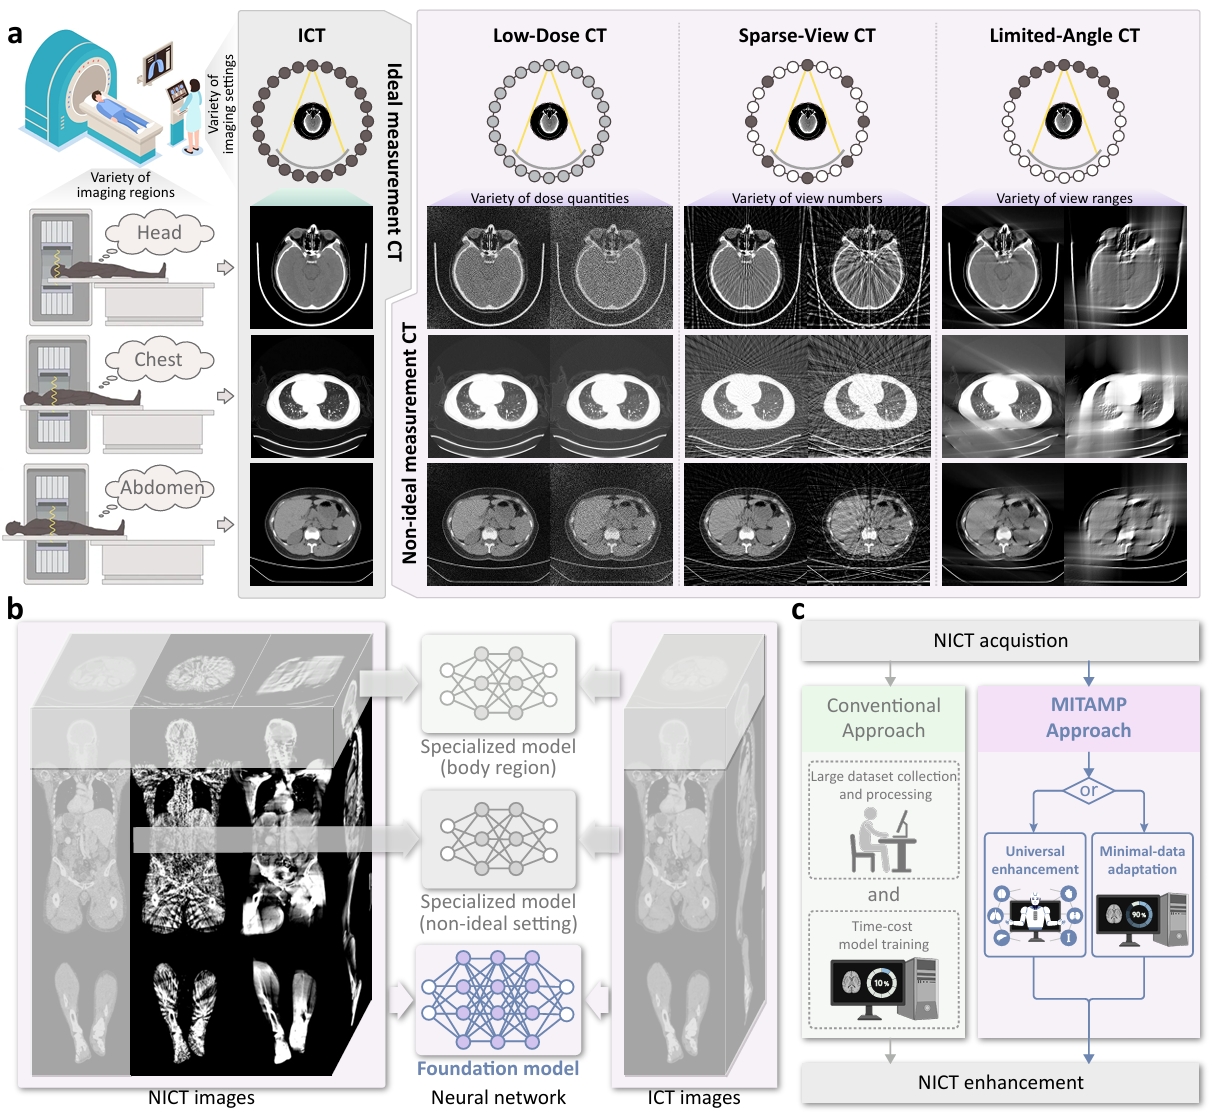 a
Variety of
imaging settings
Variety of
imaging regions
Head
Chest
Abdomen
ICT
Ideal measurement CT
Non-ideal measurement CT
Low-Dose CT
Sparse-View CT
Limited-Angle CT
Variety of dose quantities
Variety of view numbers
Variety of view ranges
b
Specialized model
(body region)
Specialized model
(non-ideal setting)
Foundation model
NICT images
Neural network
ICT images
c
NICT acquistion
Conventional
Approach
Large dataset collection
and processing
and
Time-cost
model training
10 %
MITAMP
Approach
or
Universal
enhancement
Minimal-data
adaptation
90 %
NICT enhancement